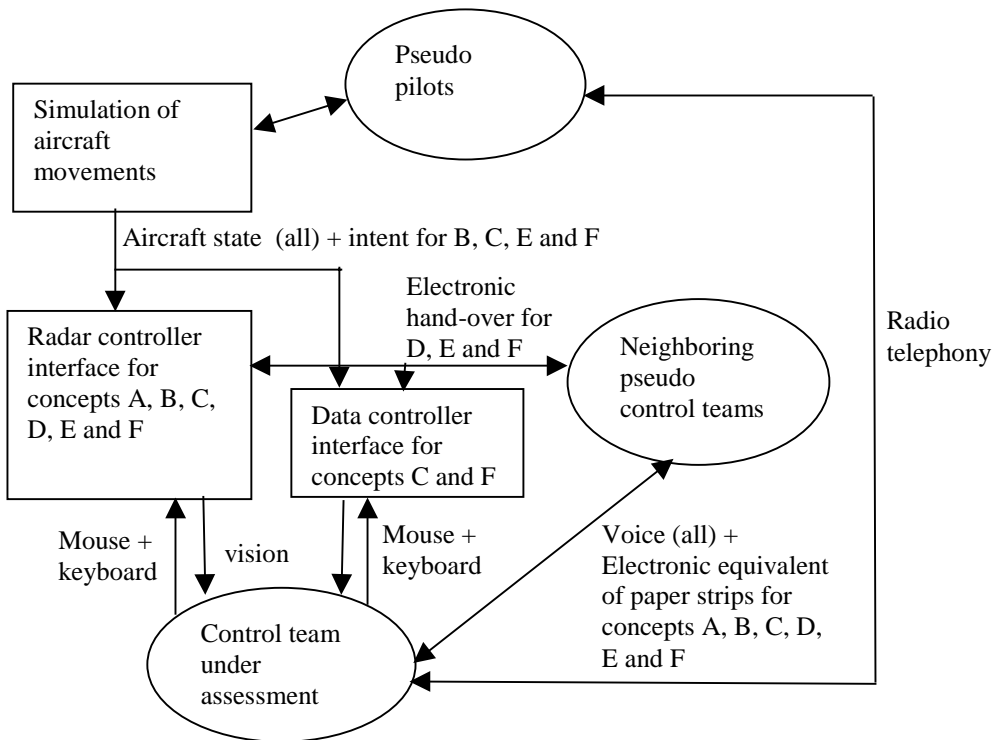 Pseudo
pilots
Simulation of
aircraft
movements
Aircraft state (all) + intent for B, C, E and F
Electronic
hand-over for
D, E and F
Radio
telephony
Radar controller
interface for
concepts A, B, C,
D, E and F
Neighboring
pseudo
control teams
Data controller
interface for
concepts C and F
Mouse +
keyboard
vision
Mouse +
keyboard
Voice (all) +
Electronic equivalent
of paper strips for
concepts A, B, C, D,
E and F
Control team
under
assessment